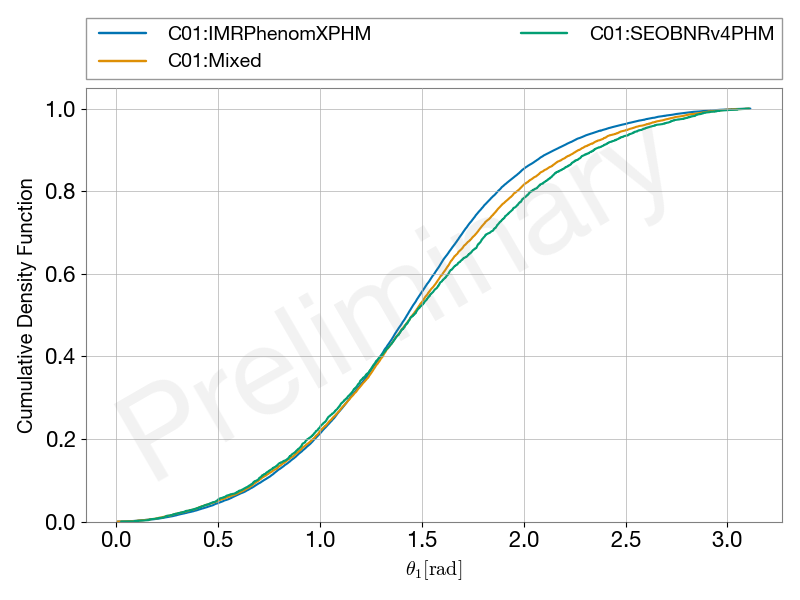 C01:IMRPhenomXPHM C01:SEOBNRv4PHM
C01:Mixed
1.0
0.8
0.6
0.4
0.2
0.0
Cumulative Density Function
Preliminary
0.0 0.5 1.0 1.5 2.0 2.5 3.0
θ₁[rad]